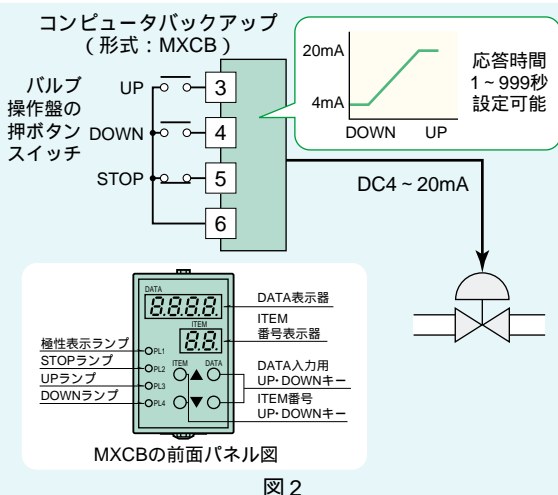 コンピュータバックアップ
（形式：MXCB）
バルブ
操作盤の
押ボタン
スイッチ
UP
DOWN
STOP
3
4
5
6
20mA
4mA
DOWN UP
応答時間
1～999秒
設定可能
DC4～20mA
DATA
8.8.8.8.
ITEM
8.8.
PL1
PL2
PL3
PL4
ITEM DATA
極性表示ランプ
STOPランプ
UPランプ
DOWNランプ
DATA表示器
ITEM
番号表示器
DATA入力用
UP・DOWNキー
ITEM番号
UP・DOWNキー
MXCBの前面パネル図
図2